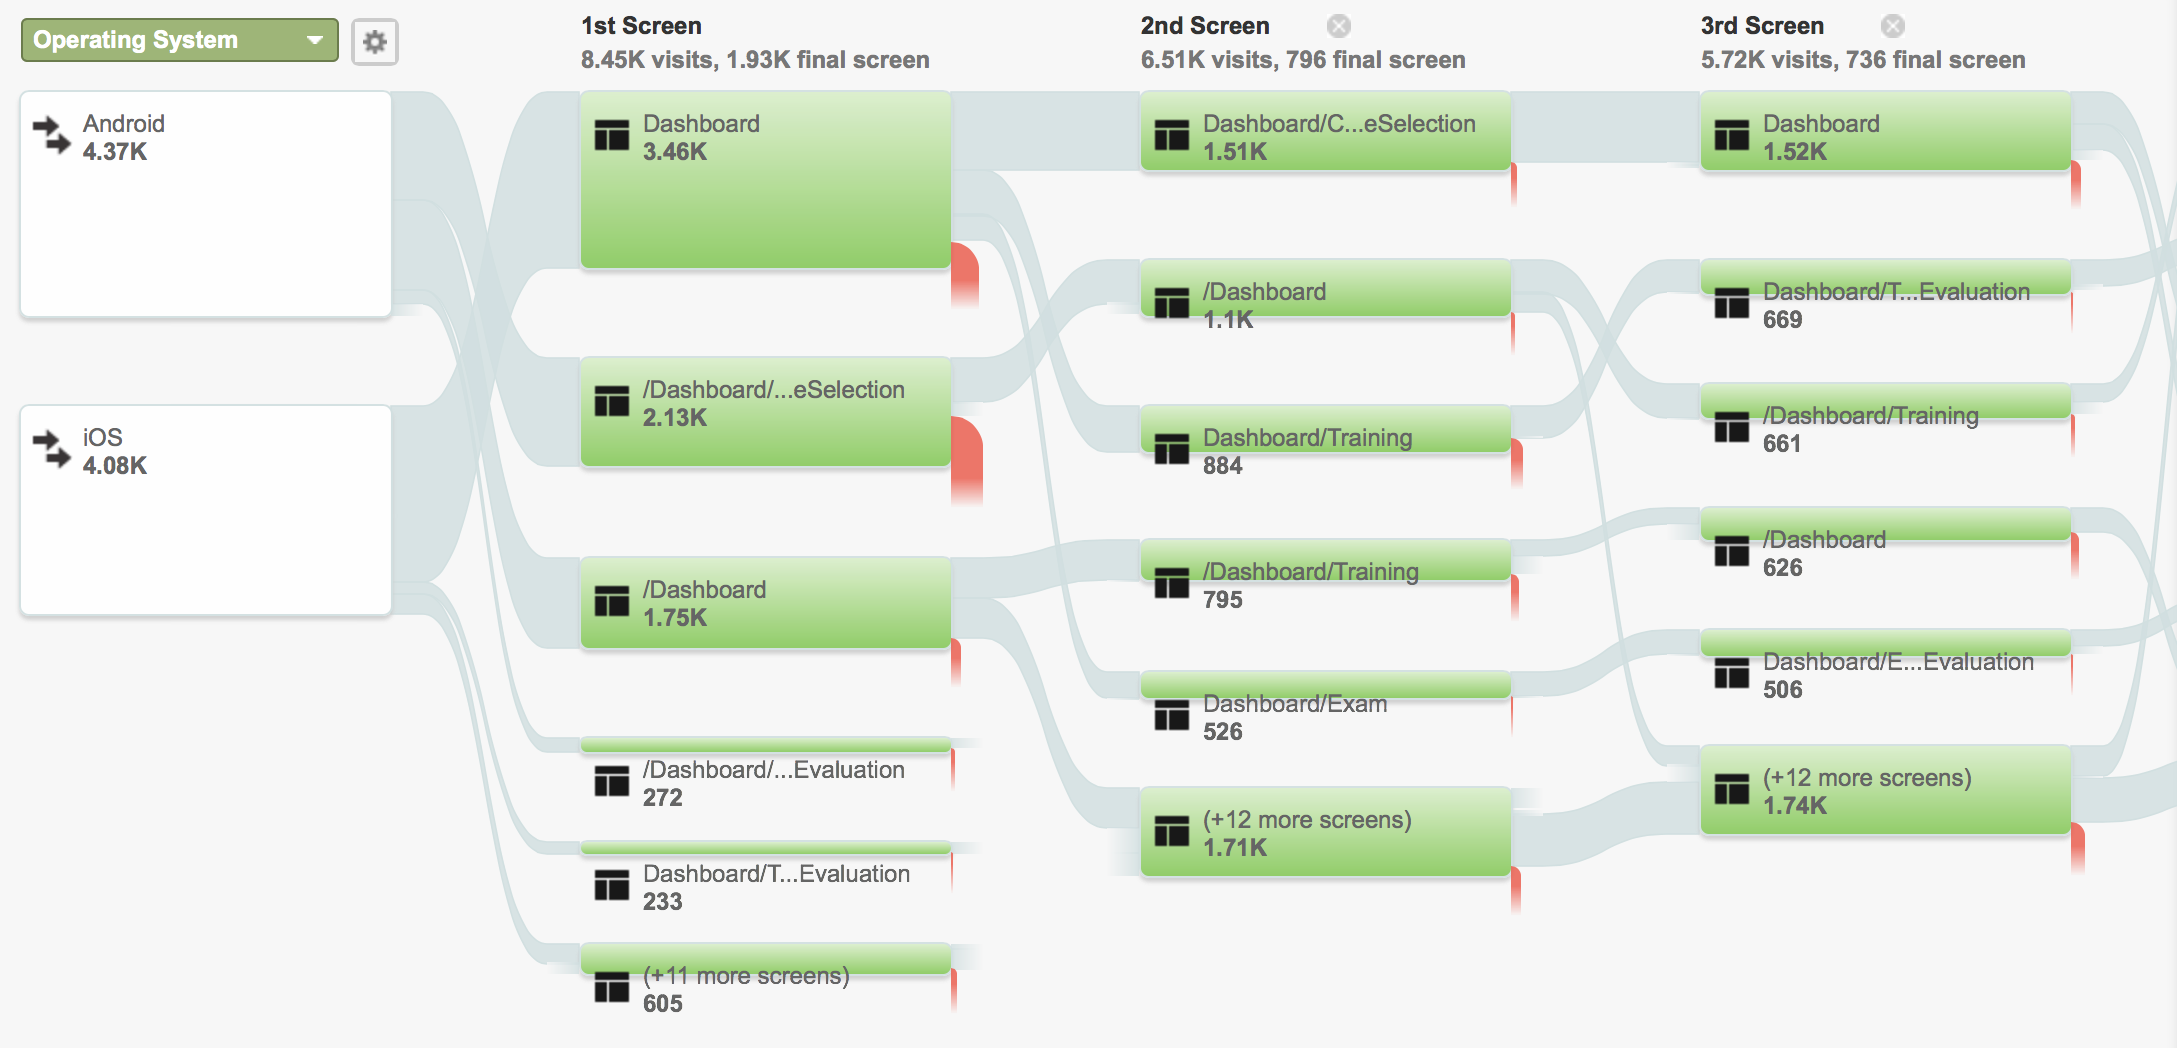 Operating System
Android
4.37K
iOS
4.08K
1st Screen
8.45K visits, 1.93K final screen
Dashboard
3.46K
/Dashboard/...eSelection
2.13K
/Dashboard
1.75K
/Dashboard/...Evaluation
272
Dashboard/T...Evaluation
233
(+11 more screens)
605
2nd Screen
6.51K visits, 796 final screen
Dashboard/C...eSelection
1.51K
/Dashboard
1.1K
Dashboard/Training
884
/Dashboard/Training
795
Dashboard/Exam
526
(+12 more screens)
1.71K
3rd Screen
5.72K visits, 736 final screen
Dashboard
1.52K
Dashboard/T...Evaluation
669
/Dashboard/Training
661
/Dashboard
626
Dashboard/E...Evaluation
506
(+12 more screens)
1.74K